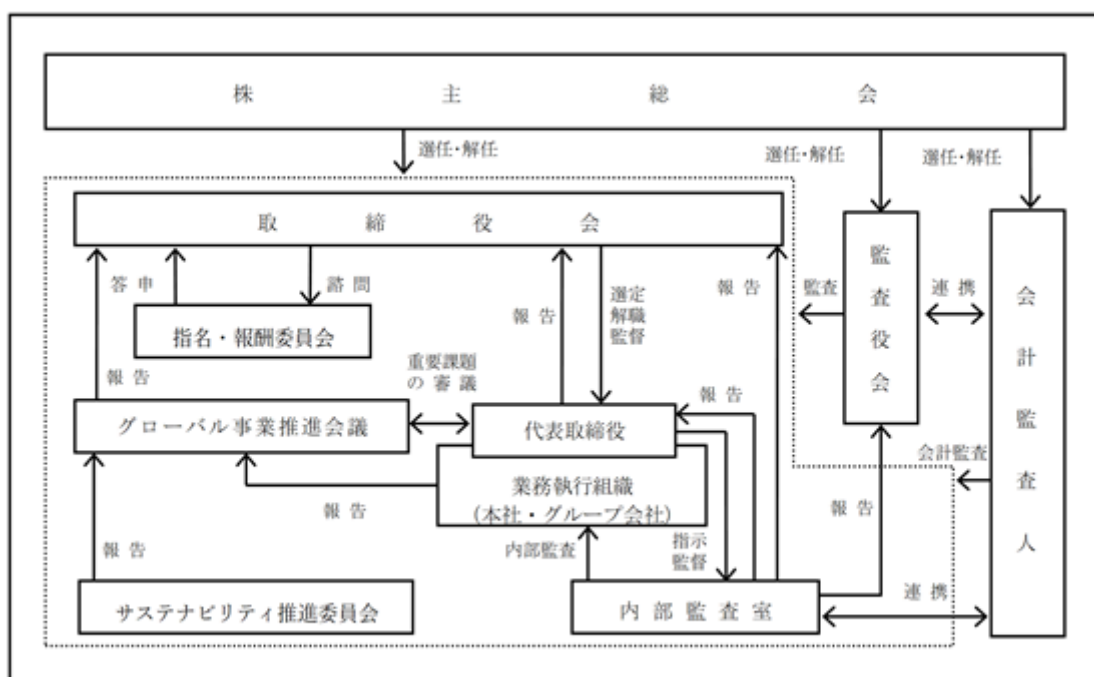 株主総会
選任・解任
選任・解任
選任・解任
取締役会
答申
諮問
報告
選定
解職
監督
報告
監査
監査役会
連携
会計監査人
指名・報酬委員会
報告
重要課題
の審議
グローバル事業推進会議
代表取締役
報告
業務執行組織
(本社・グループ会社)
報告
会計監査
報告
報告
内部監査
指示
監督
サステナビリティ推進委員会
内部監査室
連携